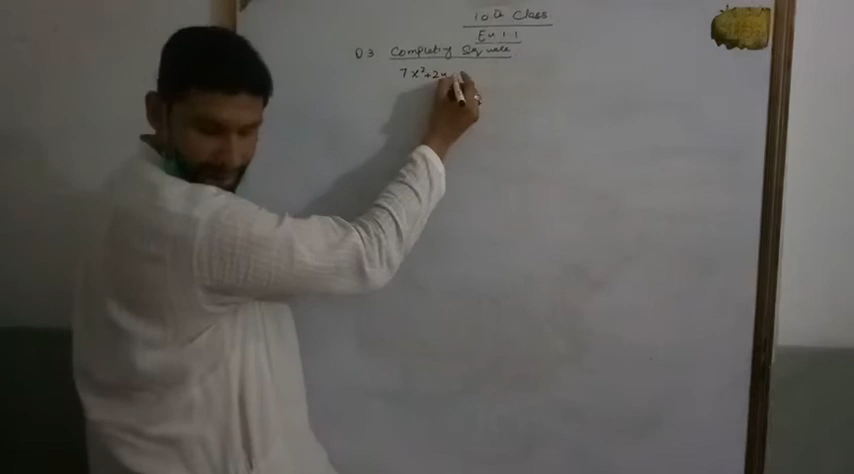 10th Class
Ex 1.1
Q3 Completing Square
7x²+2x